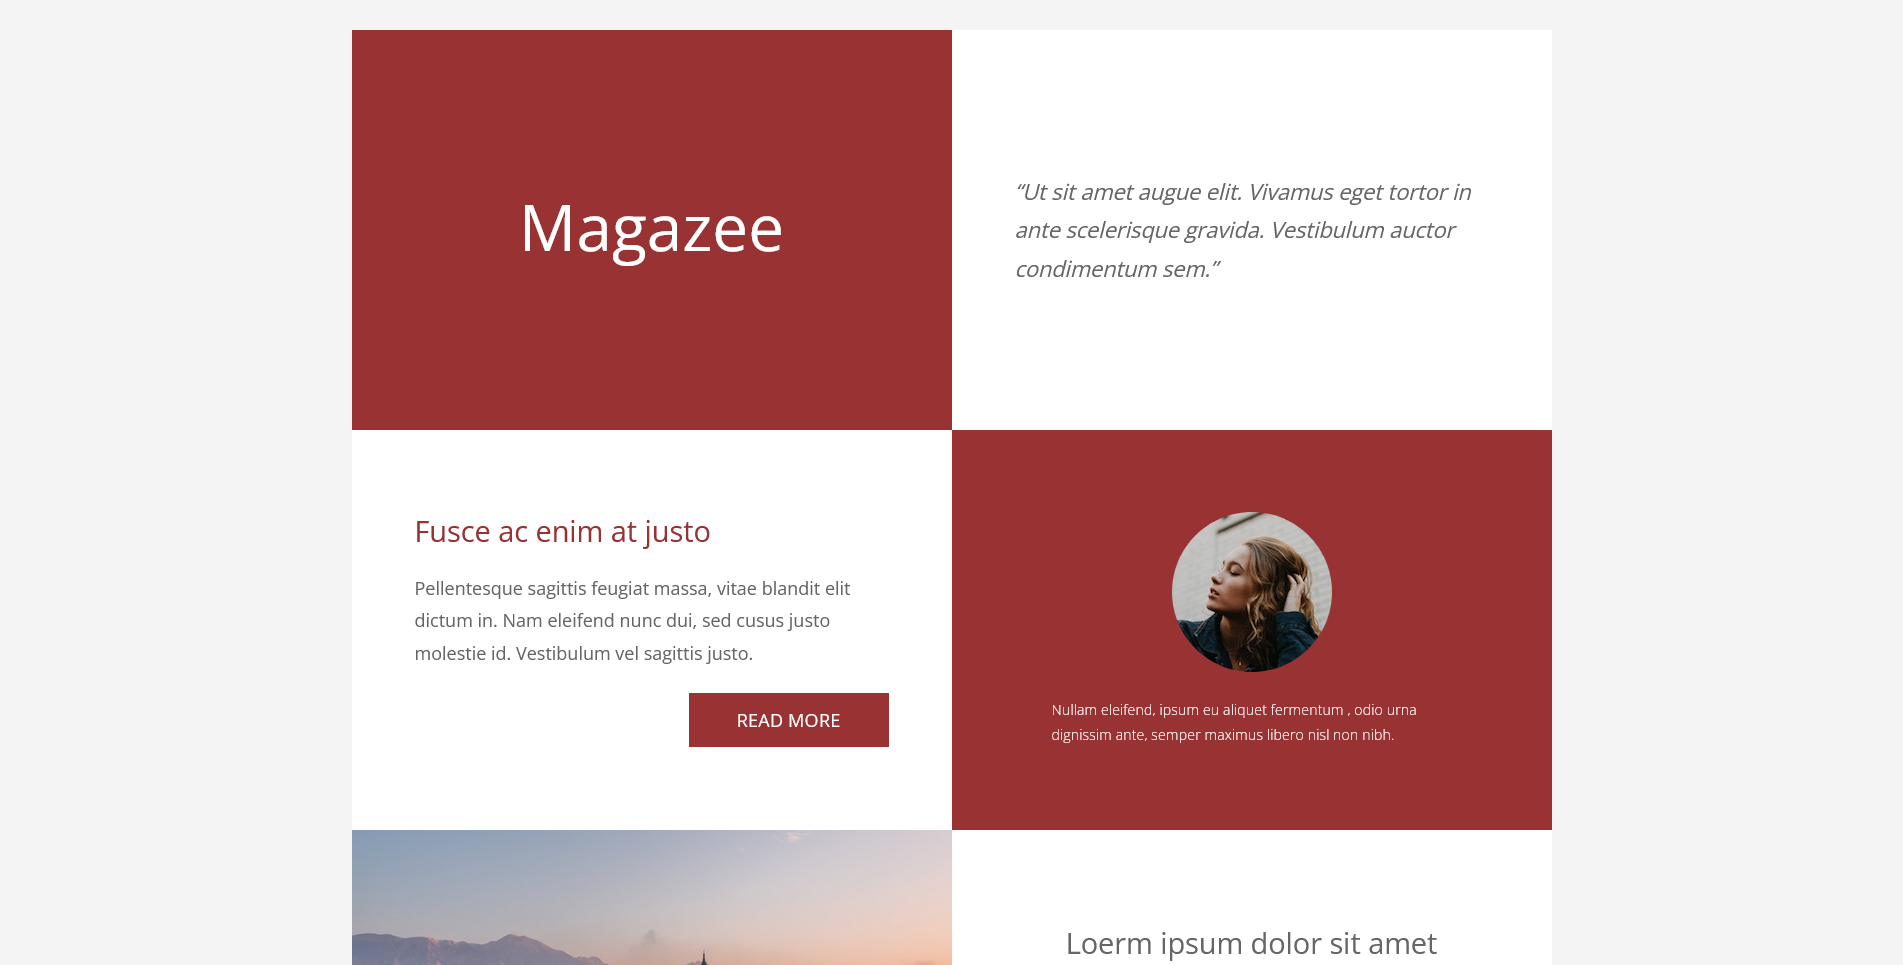 Magazee
“Ut sit amet augue elit. Vivamus eget tortor in
ante scelerisque gravida. Vestibulum auctor
condimentum sem.”
Fusce ac enim at justo
Pellentesque sagittis feugiat massa, vitae blandit elit
dictum in. Nam eleifend nunc dui, sed cusus justo
molestie id. Vestibulum vel sagittis justo.
READ MORE
Nullam eleifend, ipsum eu aliquet fermentum , odio urna
dignissim ante, semper maximus libero nisl non nibh.
Loerm ipsum dolor sit amet